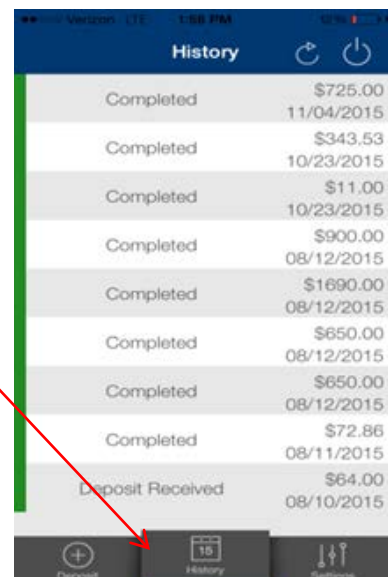 Verizon LTE 1:58 PM 12%
History
Completed
$725.00
11/04/2015
Completed
$343.53
10/23/2015
Completed
$11.00
10/23/2015
Completed
$900.00
08/12/2015
Completed
$1690.00
08/12/2015
Completed
$650.00
08/12/2015
Completed
$650.00
08/12/2015
Completed
$72.86
08/11/2015
Deposit Received
$64.00
08/10/2015
15
Deposit History Settings